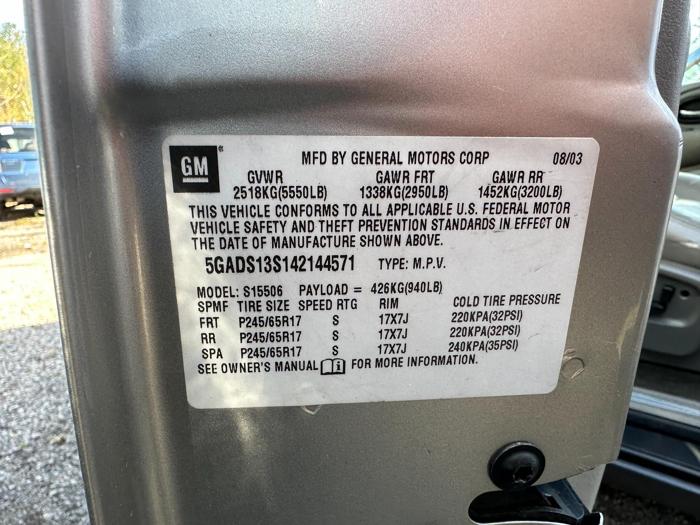 GM
MFD BY GENERAL MOTORS CORP 08/03
GVWR GAWR FRT GAWR RR
2518KG(5550LB) 1338KG(2950LB) 1452KG(3200LB)
THIS VEHICLE CONFORMS TO ALL APPLICABLE U.S. FEDERAL MOTOR
VEHICLE SAFETY AND THEFT PREVENTION STANDARDS IN EFFECT ON
THE DATE OF MANUFACTURE SHOWN ABOVE.
5GADS13S142144571 TYPE: M.P.V.
MODEL: S15506 PAYLOAD = 426KG(940LB)
SPMF TIRE SIZE SPEED RTG RIM COLD TIRE PRESSURE
FRT P245/65R17 S 17X7J 220KPA(32PSI)
RR P245/65R17 S 17X7J 220KPA(32PSI)
SPA P245/65R17 S 17X7J 240KPA(35PSI)
SEE OWNER'S MANUAL i FOR MORE INFORMATION.